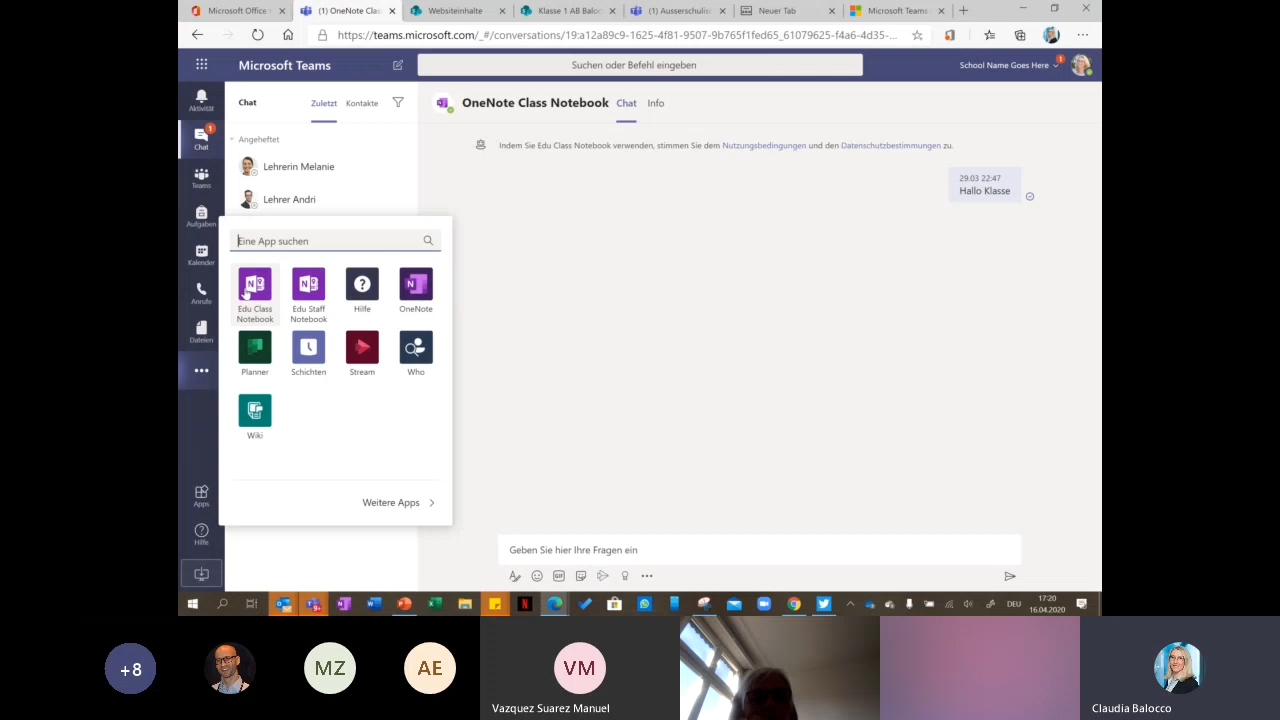 Microsoft Office
(1) OneNote Clas
Websiteinhalte
Klasse 1 AB Baloc
(1) Ausserschulisc
Neuer Tab
Microsoft Teams
https://teams.microsoft.com/_#/conversations/19:a12a89c9-1625-4f81-9507-9b765f1fed65_61079625-f4a6-4d35-...
Microsoft Teams
Suchen oder Befehl eingeben
School Name Goes Here
1
Aktivität
Chat
1
Teams
Aufgaben
Kalender
Anrufe
Dateien
Apps
Hilfe
Chat
Zuletzt
Kontakte
Angeheftet
Lehrerin Melanie
Lehrer Andri
Eine App suchen
Edu Class
Notebook
Edu Staff
Notebook
Hilfe
OneNote
Planner
Schichten
Stream
Who
Wiki
Weitere Apps
OneNote Class Notebook
Chat
Info
Indem Sie Edu Class Notebook verwenden, stimmen Sie dem Nutzungsbedingungen und den Datenschutzbestimmungen zu.
29.03 22:47
Hallo Klasse
Geben Sie hier Ihre Fragen ein
GIF
9+
DEU
17:20
16.04.2020
+8
MZ
AE
VM
Vazquez Suarez Manuel
Claudia Balocco